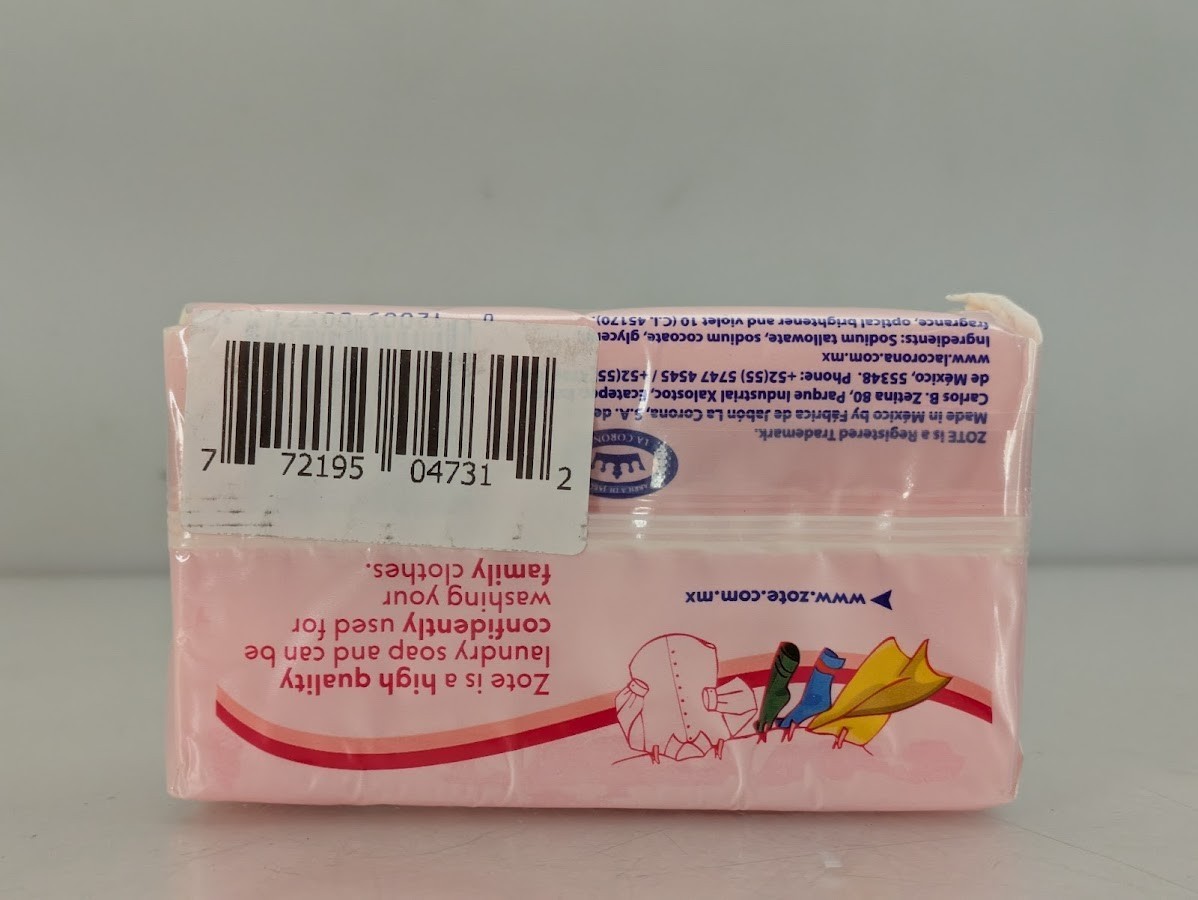 7 72195 04731 2
Zote is a high quality
laundry soap and can be
confidently used for
washing your
family clothes.
www.zote.com.mx
LA CORON
ZOTE is a Registered Trademark.
Made in México by Fábrica de Jabón La Corona, S.A. de
Carlos B. Zetina 80, Parque Industrial Xalostoc, Ecatepec
de México, 55348. Phone: +52(55) 5747 4545 / +52(55
www.lacorona.com.mx
Ingredients: Sodium tallowate, sodium cocoate, glycer
fragrance, optical brightener and violet 10 (C.I. 45170).